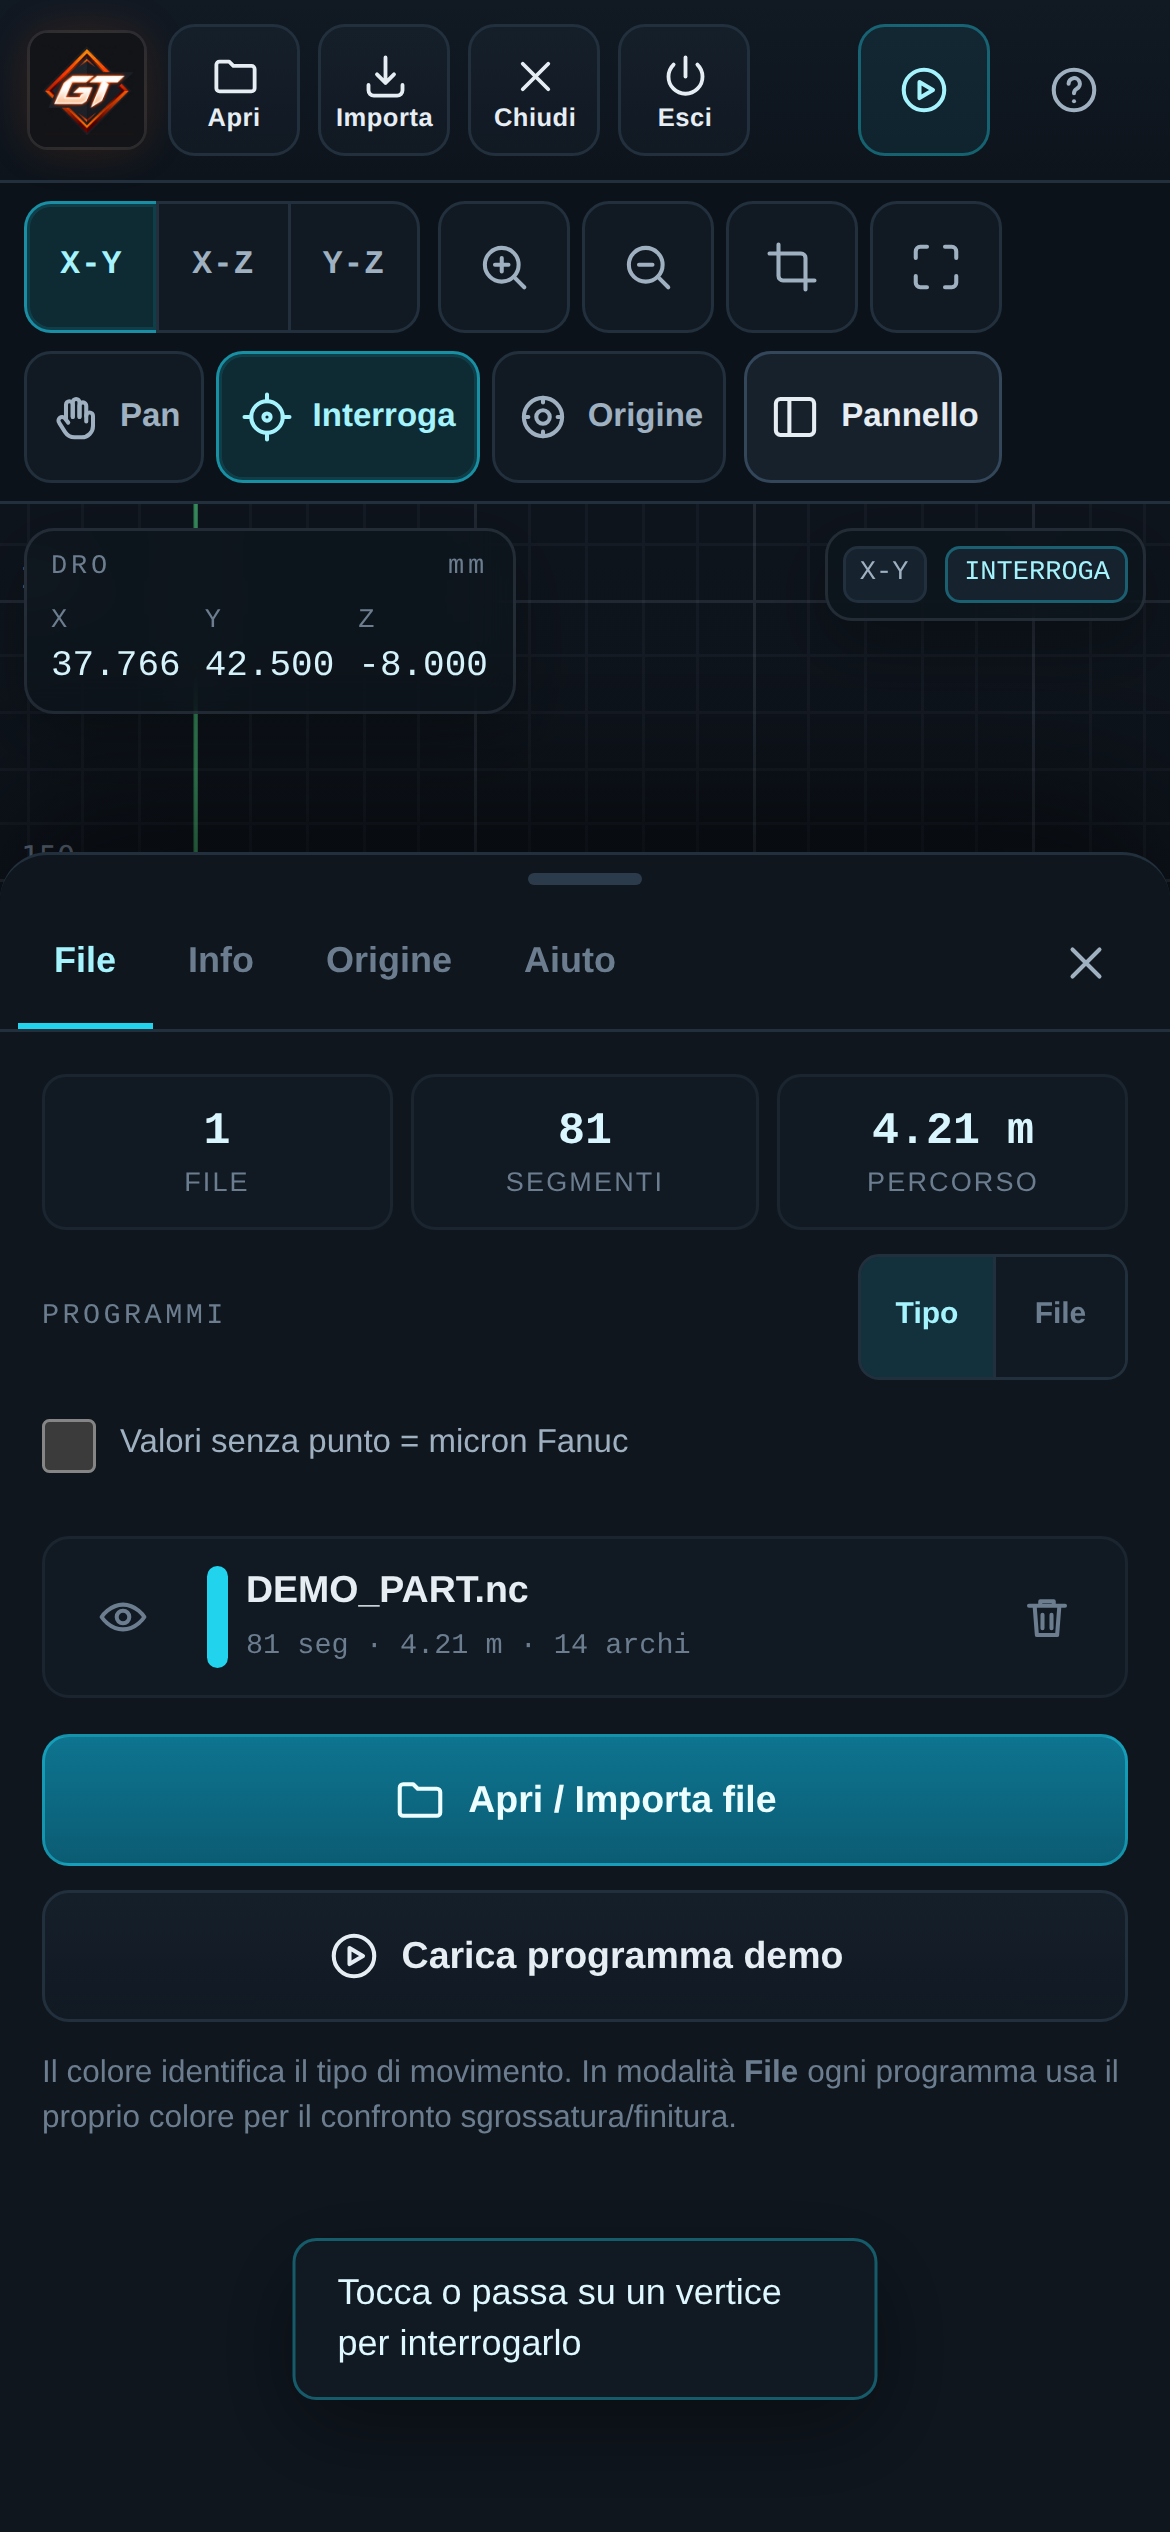 GT
Apri
Importa
Chiudi
Esci
X-Y
X-Z
Y-Z
Pan
Interroga
Origine
Pannello
DRO
mm
X
Y
Z
37.766
42.500
-8.000
X-Y
INTERROGA
150
File
Info
Origine
Aiuto
1
FILE
81
SEGMENTI
4.21 m
PERCORSO
PROGRAMMI
Tipo
File
Valori senza punto = micron Fanuc
DEMO_PART.nc
81 seg · 4.21 m · 14 archi
Apri / Importa file
Carica programma demo
Il colore identifica il tipo di movimento. In modalità File ogni programma usa il
proprio colore per il confronto sgrossatura/finitura.
Tocca o passa su un vertice
per interrogarlo